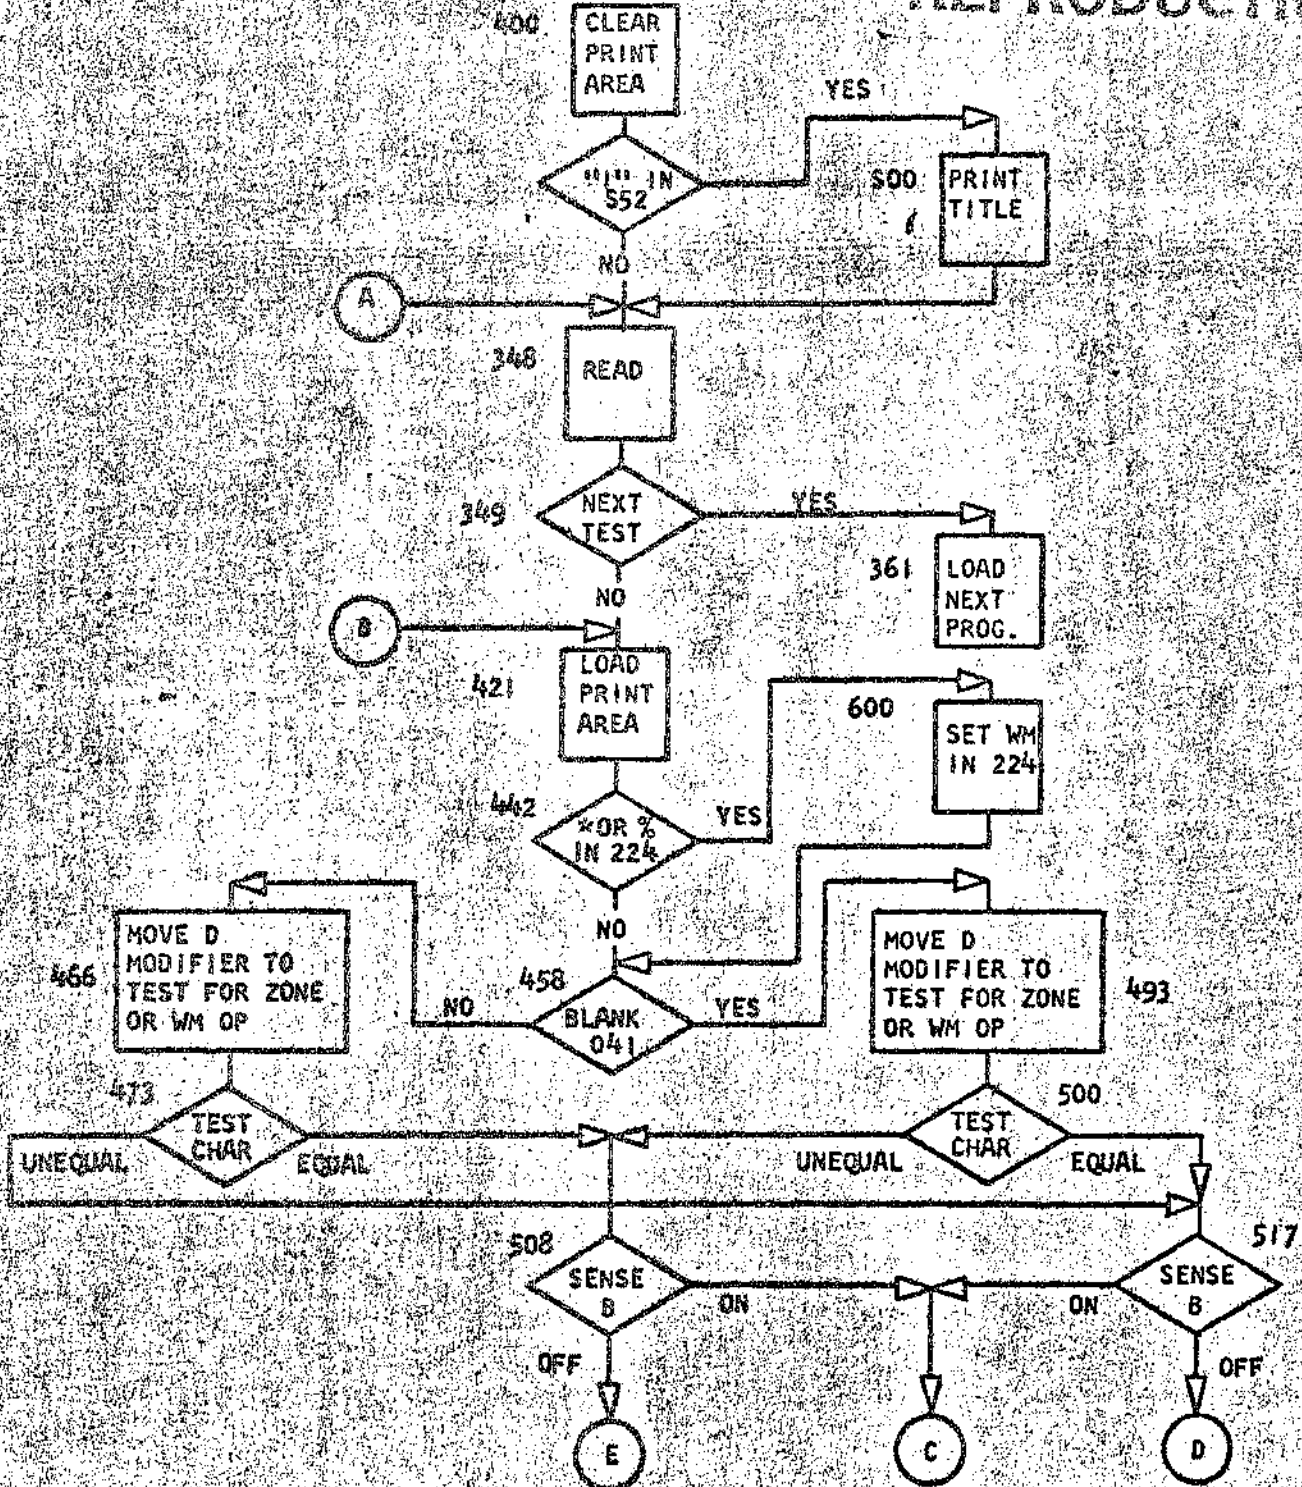 400
CLEAR
PRINT
AREA
YES
"1" IN
S52
S00
PRINT
TITLE
NO
A
348
READ
349
NEXT
TEST
YES
361
LOAD
NEXT
PROG.
NO
B
421
LOAD
PRINT
AREA
600
SET WM
IN 224
442
*OR %
IN 224
YES
NO
466
MOVE D
MODIFIER TO
TEST FOR ZONE
OR WM OP
458
NO
BLANK
041
YES
MOVE D
MODIFIER TO
TEST FOR ZONE
OR WM OP
493
473
TEST
CHAR
UNEQUAL
EQUAL
500
TEST
CHAR
UNEQUAL
EQUAL
508
SENSE
B
ON
517
SENSE
B
ON
OFF
OFF
E
C
D